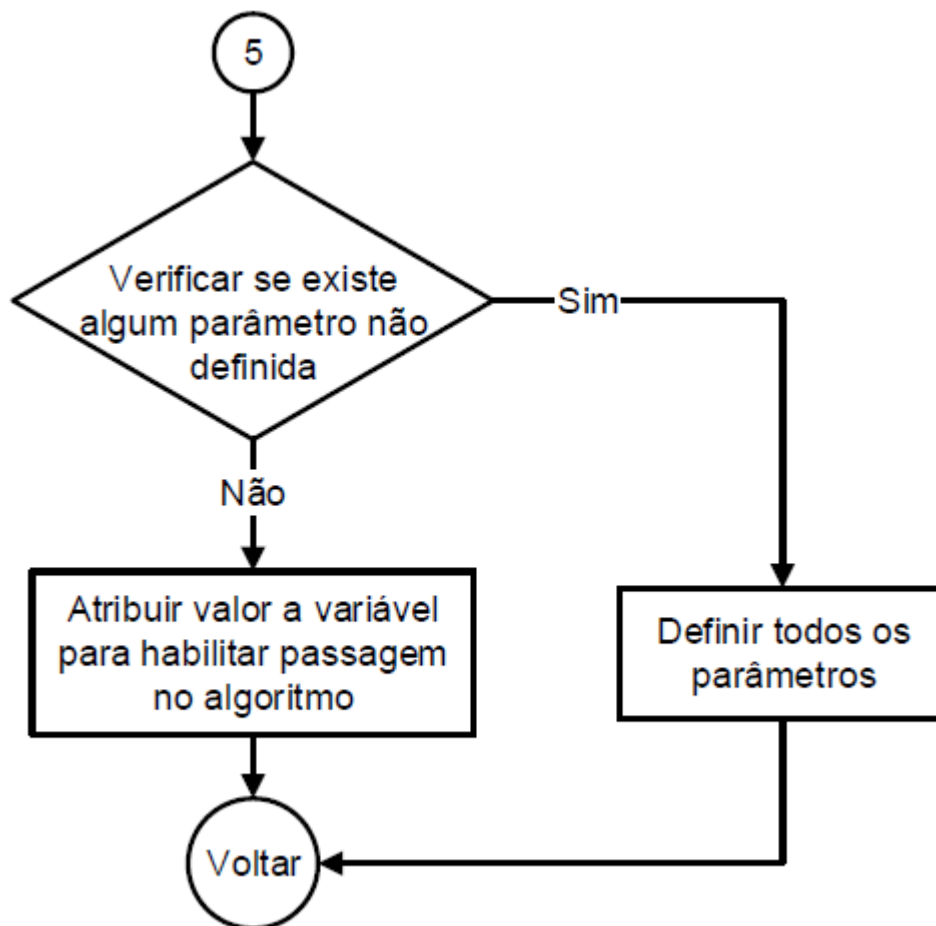 5
Verificar se existe
algum parâmetro não
definida
Sim
Não
Atribuir valor a variável
para habilitar passagem
no algoritmo
Definir todos os
parâmetros
Voltar